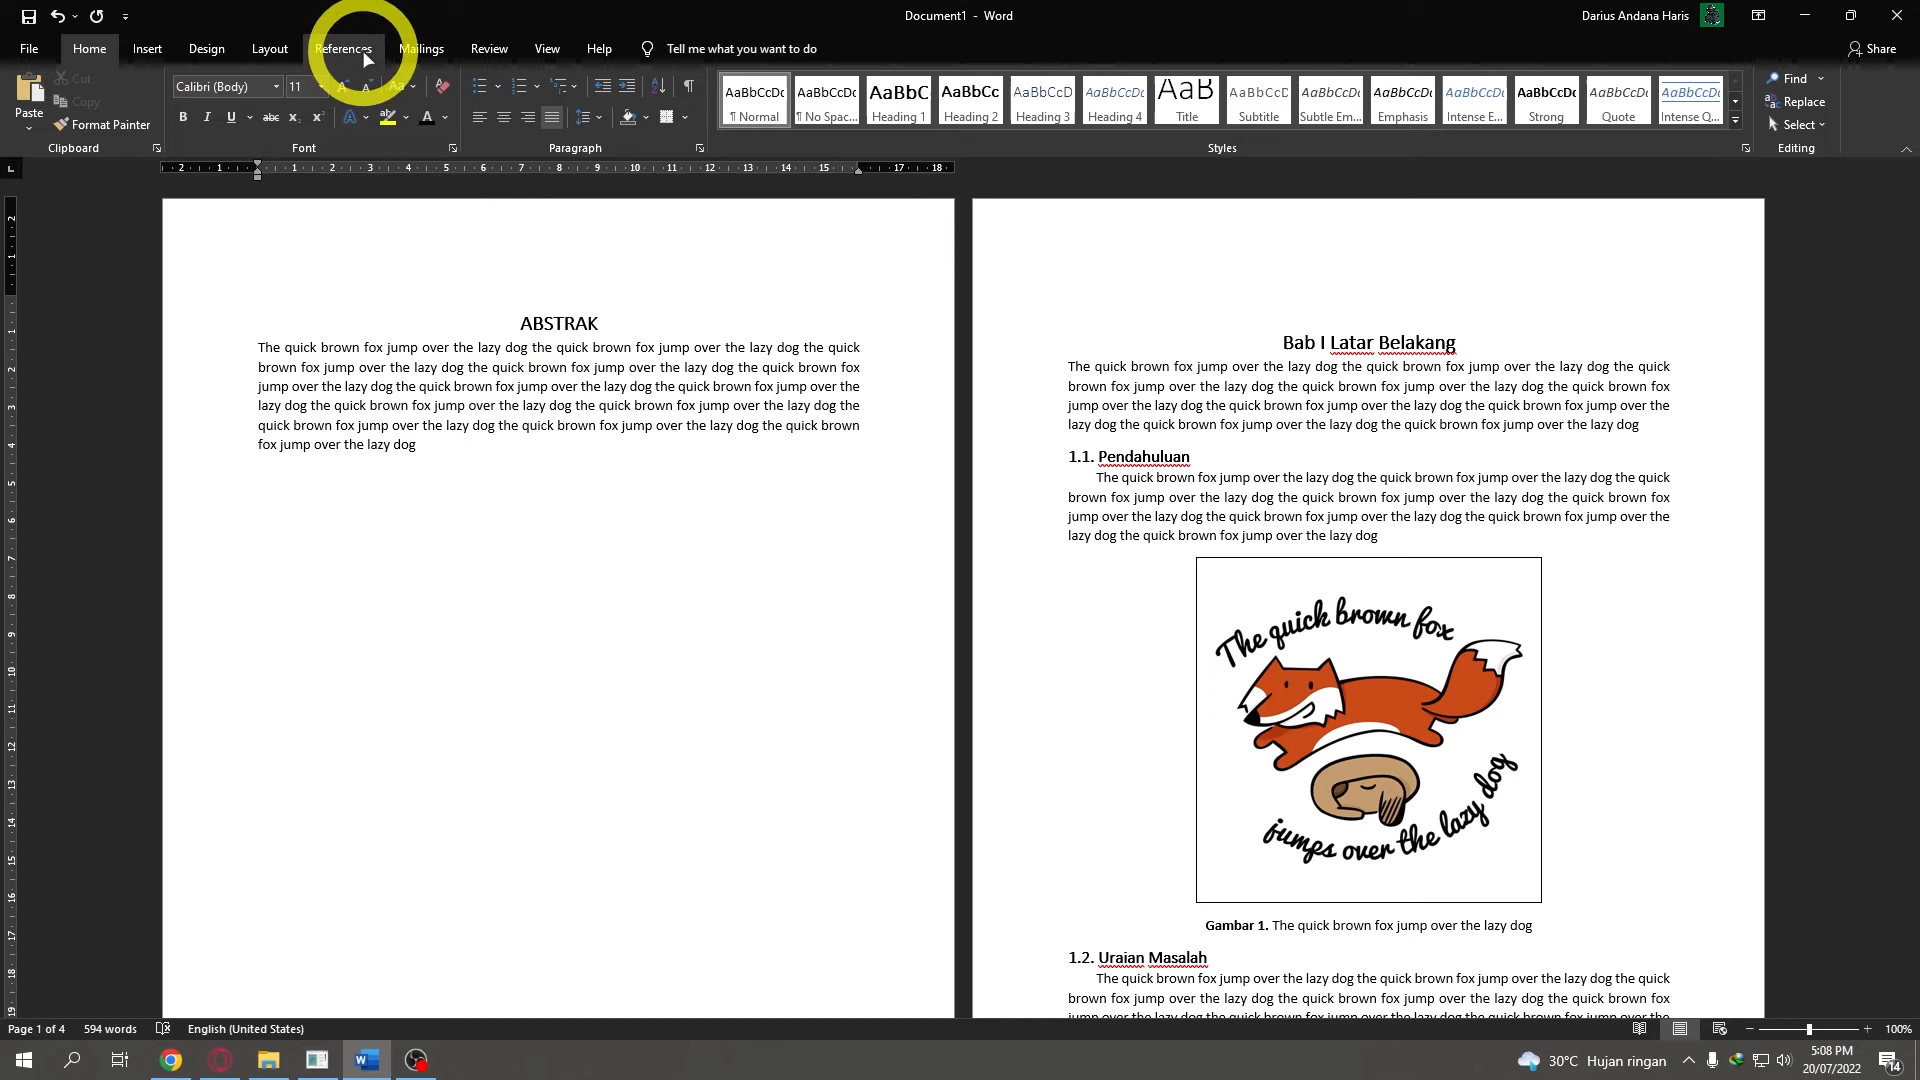 Document1 - Word
Darius Andana Haris
File Home Insert Design Layout References Mailings Review View Help Tell me what you want to do Share
Paste
Cut
Copy
Format Painter
Clipboard
Calibri (Body) 11
Font
Paragraph
AaBbCcDc AaBbCcDc AaBbC AaBbCc AaBbCcD AaBbCcDc AaB AaBbCcD AaBbCcDc AaBbCcDc AaBbCcDc AaBbCcDc AaBbCcDc AaBbCcDc
¶ Normal ¶ No Spac... Heading 1 Heading 2 Heading 3 Heading 4 Title Subtitle Subtle Em... Emphasis Intense E... Strong Quote Intense Q...
Styles
Find
Replace
Select
Editing
ABSTRAK
The quick brown fox jump over the lazy dog the quick brown fox jump over the lazy dog the quick
brown fox jump over the lazy dog the quick brown fox jump over the lazy dog the quick brown fox
jump over the lazy dog the quick brown fox jump over the lazy dog the quick brown fox jump over the
lazy dog the quick brown fox jump over the lazy dog the quick brown fox jump over the lazy dog the
quick brown fox jump over the lazy dog the quick brown fox jump over the lazy dog the quick brown
fox jump over the lazy dog
Bab I Latar Belakang
The quick brown fox jump over the lazy dog the quick brown fox jump over the lazy dog the quick
brown fox jump over the lazy dog the quick brown fox jump over the lazy dog the quick brown fox
jump over the lazy dog the quick brown fox jump over the lazy dog the quick brown fox jump over the
lazy dog the quick brown fox jump over the lazy dog the quick brown fox jump over the lazy dog
1.1. Pendahuluan
The quick brown fox jump over the lazy dog the quick brown fox jump over the lazy dog the quick
brown fox jump over the lazy dog the quick brown fox jump over the lazy dog the quick brown fox
jump over the lazy dog the quick brown fox jump over the lazy dog the quick brown fox jump over the
lazy dog the quick brown fox jump over the lazy dog
The quick brown fox
jumps over the lazy dog
Gambar 1. The quick brown fox jump over the lazy dog
1.2. Uraian Masalah
The quick brown fox jump over the lazy dog the quick brown fox jump over the lazy dog the quick
brown fox jump over the lazy dog the quick brown fox jump over the lazy dog the quick brown fox
jump over the lazy dog the quick brown fox jump over the lazy dog the quick brown fox jump over the
Page 1 of 4 594 words English (United States) 100%
30°C Hujan ringan
5:08 PM
20/07/2022
14